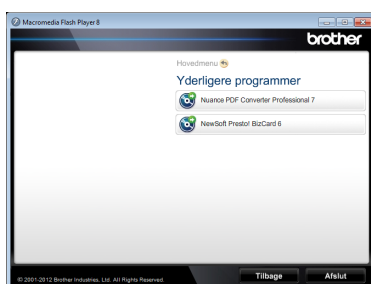 Macromedia Flash Player 8
brother
Hovedmenu
Yderligere programmer
Nuance PDF Converter Professional 7
NewSoft Presto! BizCard 6
© 2001-2012 Brother Industries, Ltd. All Rights Reserved.
Tilbage
Afslut